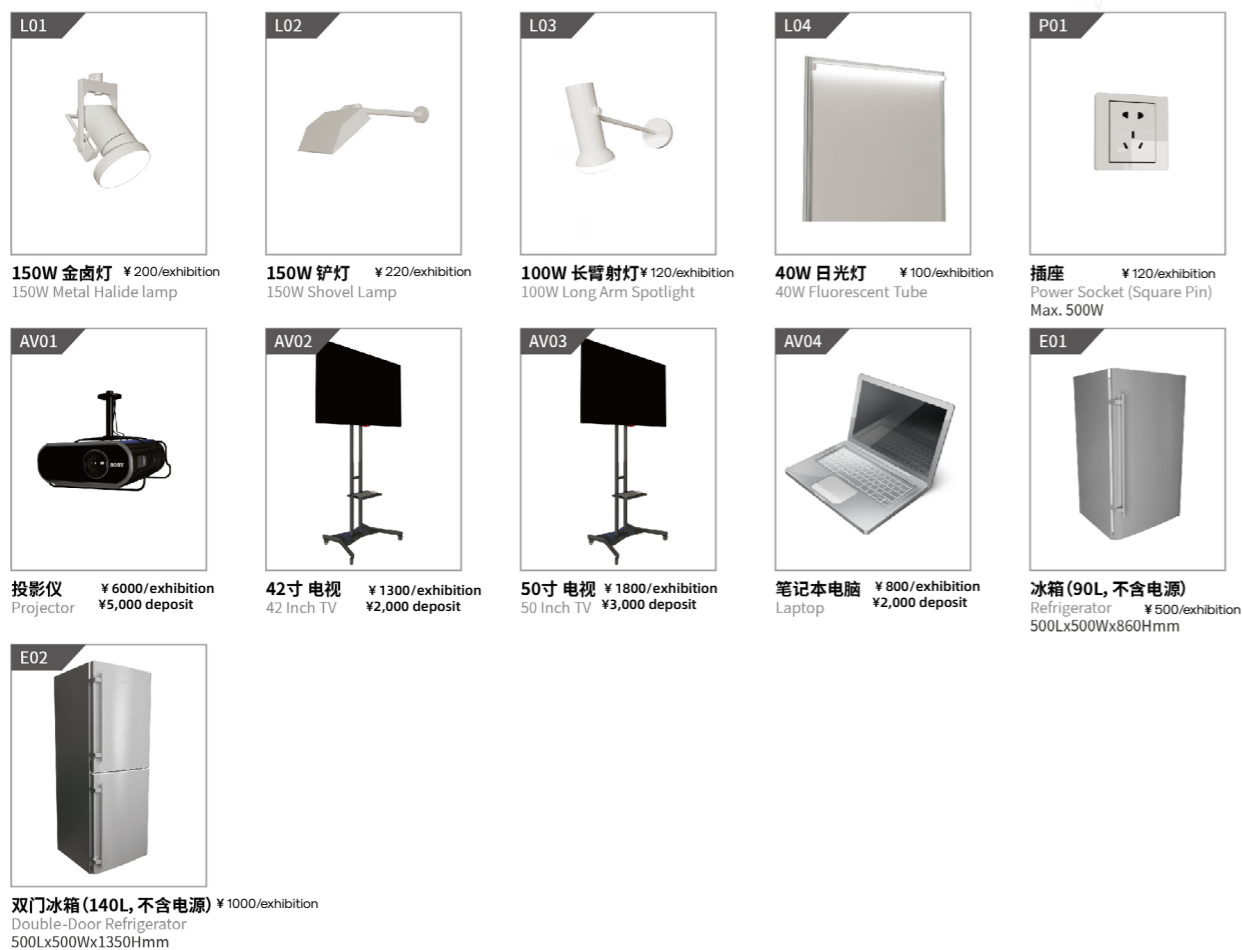 L01
L02
L03
L04
P01
150W 金卤灯 ¥ 200/exhibition
150W Metal Halide lamp
150W 铲灯 ¥ 220/exhibition
150W Shovel Lamp
100W 长臂射灯 ¥ 120/exhibition
100W Long Arm Spotlight
40W 日光灯 ¥ 100/exhibition
40W Fluorescent Tube
插座 ¥ 120/exhibition
Power Socket (Square Pin)
Max. 500W
AV01
AV02
AV03
AV04
E01
SONY
投影仪 ¥ 6000/exhibition
Projector ¥5,000 deposit
42寸 电视 ¥ 1300/exhibition
42 Inch TV ¥2,000 deposit
50寸 电视 ¥ 1800/exhibition
50 Inch TV ¥3,000 deposit
笔记本电脑 ¥ 800/exhibition
Laptop ¥2,000 deposit
冰箱(90L, 不含电源)
Refrigerator ¥ 500/exhibition
500Lx500Wx860Hmm
E02
双门冰箱(140L, 不含电源) ¥ 1000/exhibition
Double-Door Refrigerator
500Lx500Wx1350Hmm